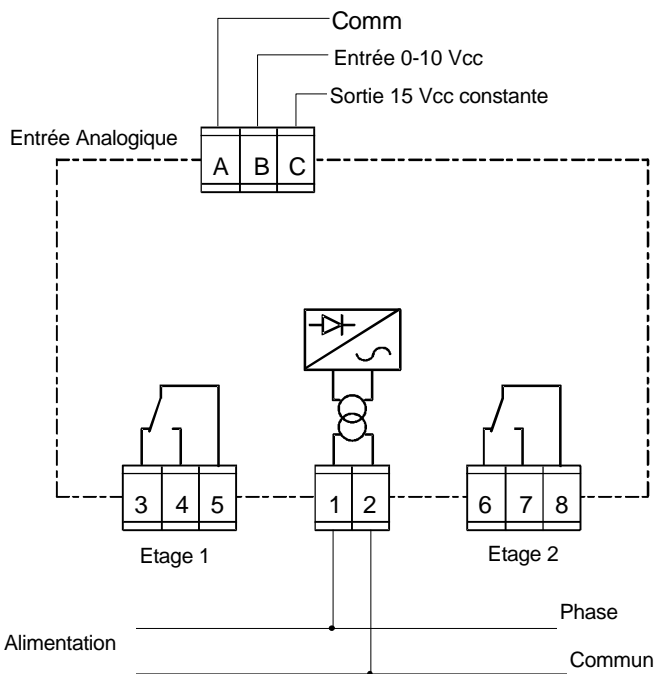 Comm
Entrée 0-10 Vcc
Sortie 15 Vcc constante
Entrée Analogique
A B C
3 4 5
1 2
6 7 8
Etage 1
Etage 2
Phase
Alimentation
Commun